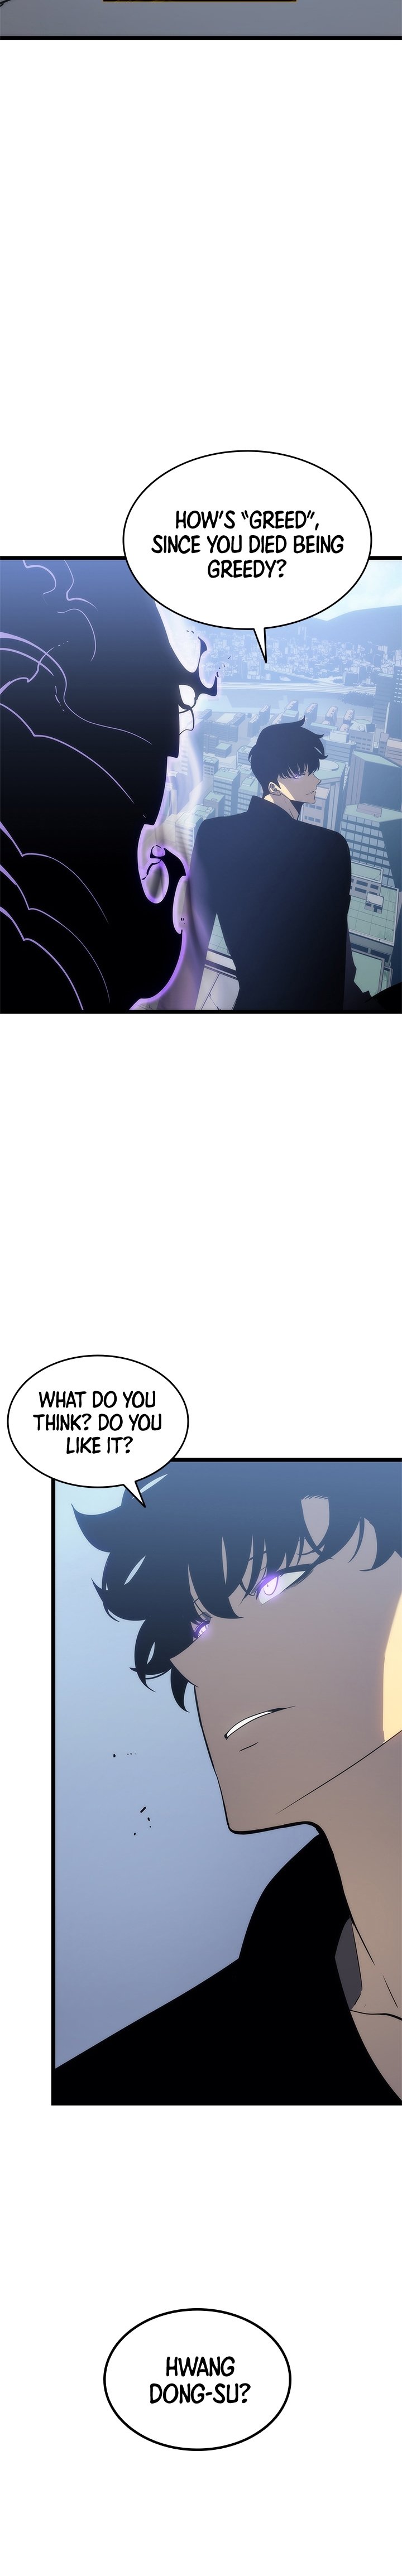 HOW'S "GREED",
SINCE YOU DIED BEING
GREEDY?
WHAT DO YOU
THINK? DO YOU
LIKE IT?
HWANG
DONG-SU?